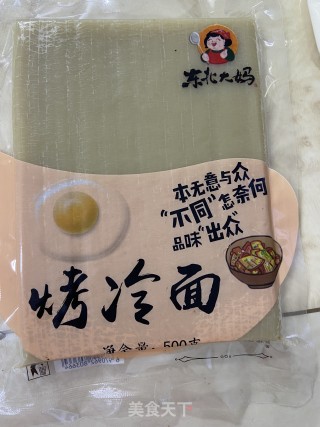 东北大妈
本无意与众
"不同"怎奈何
品味"出众"
烤冷面
净含量:500克
美食天下